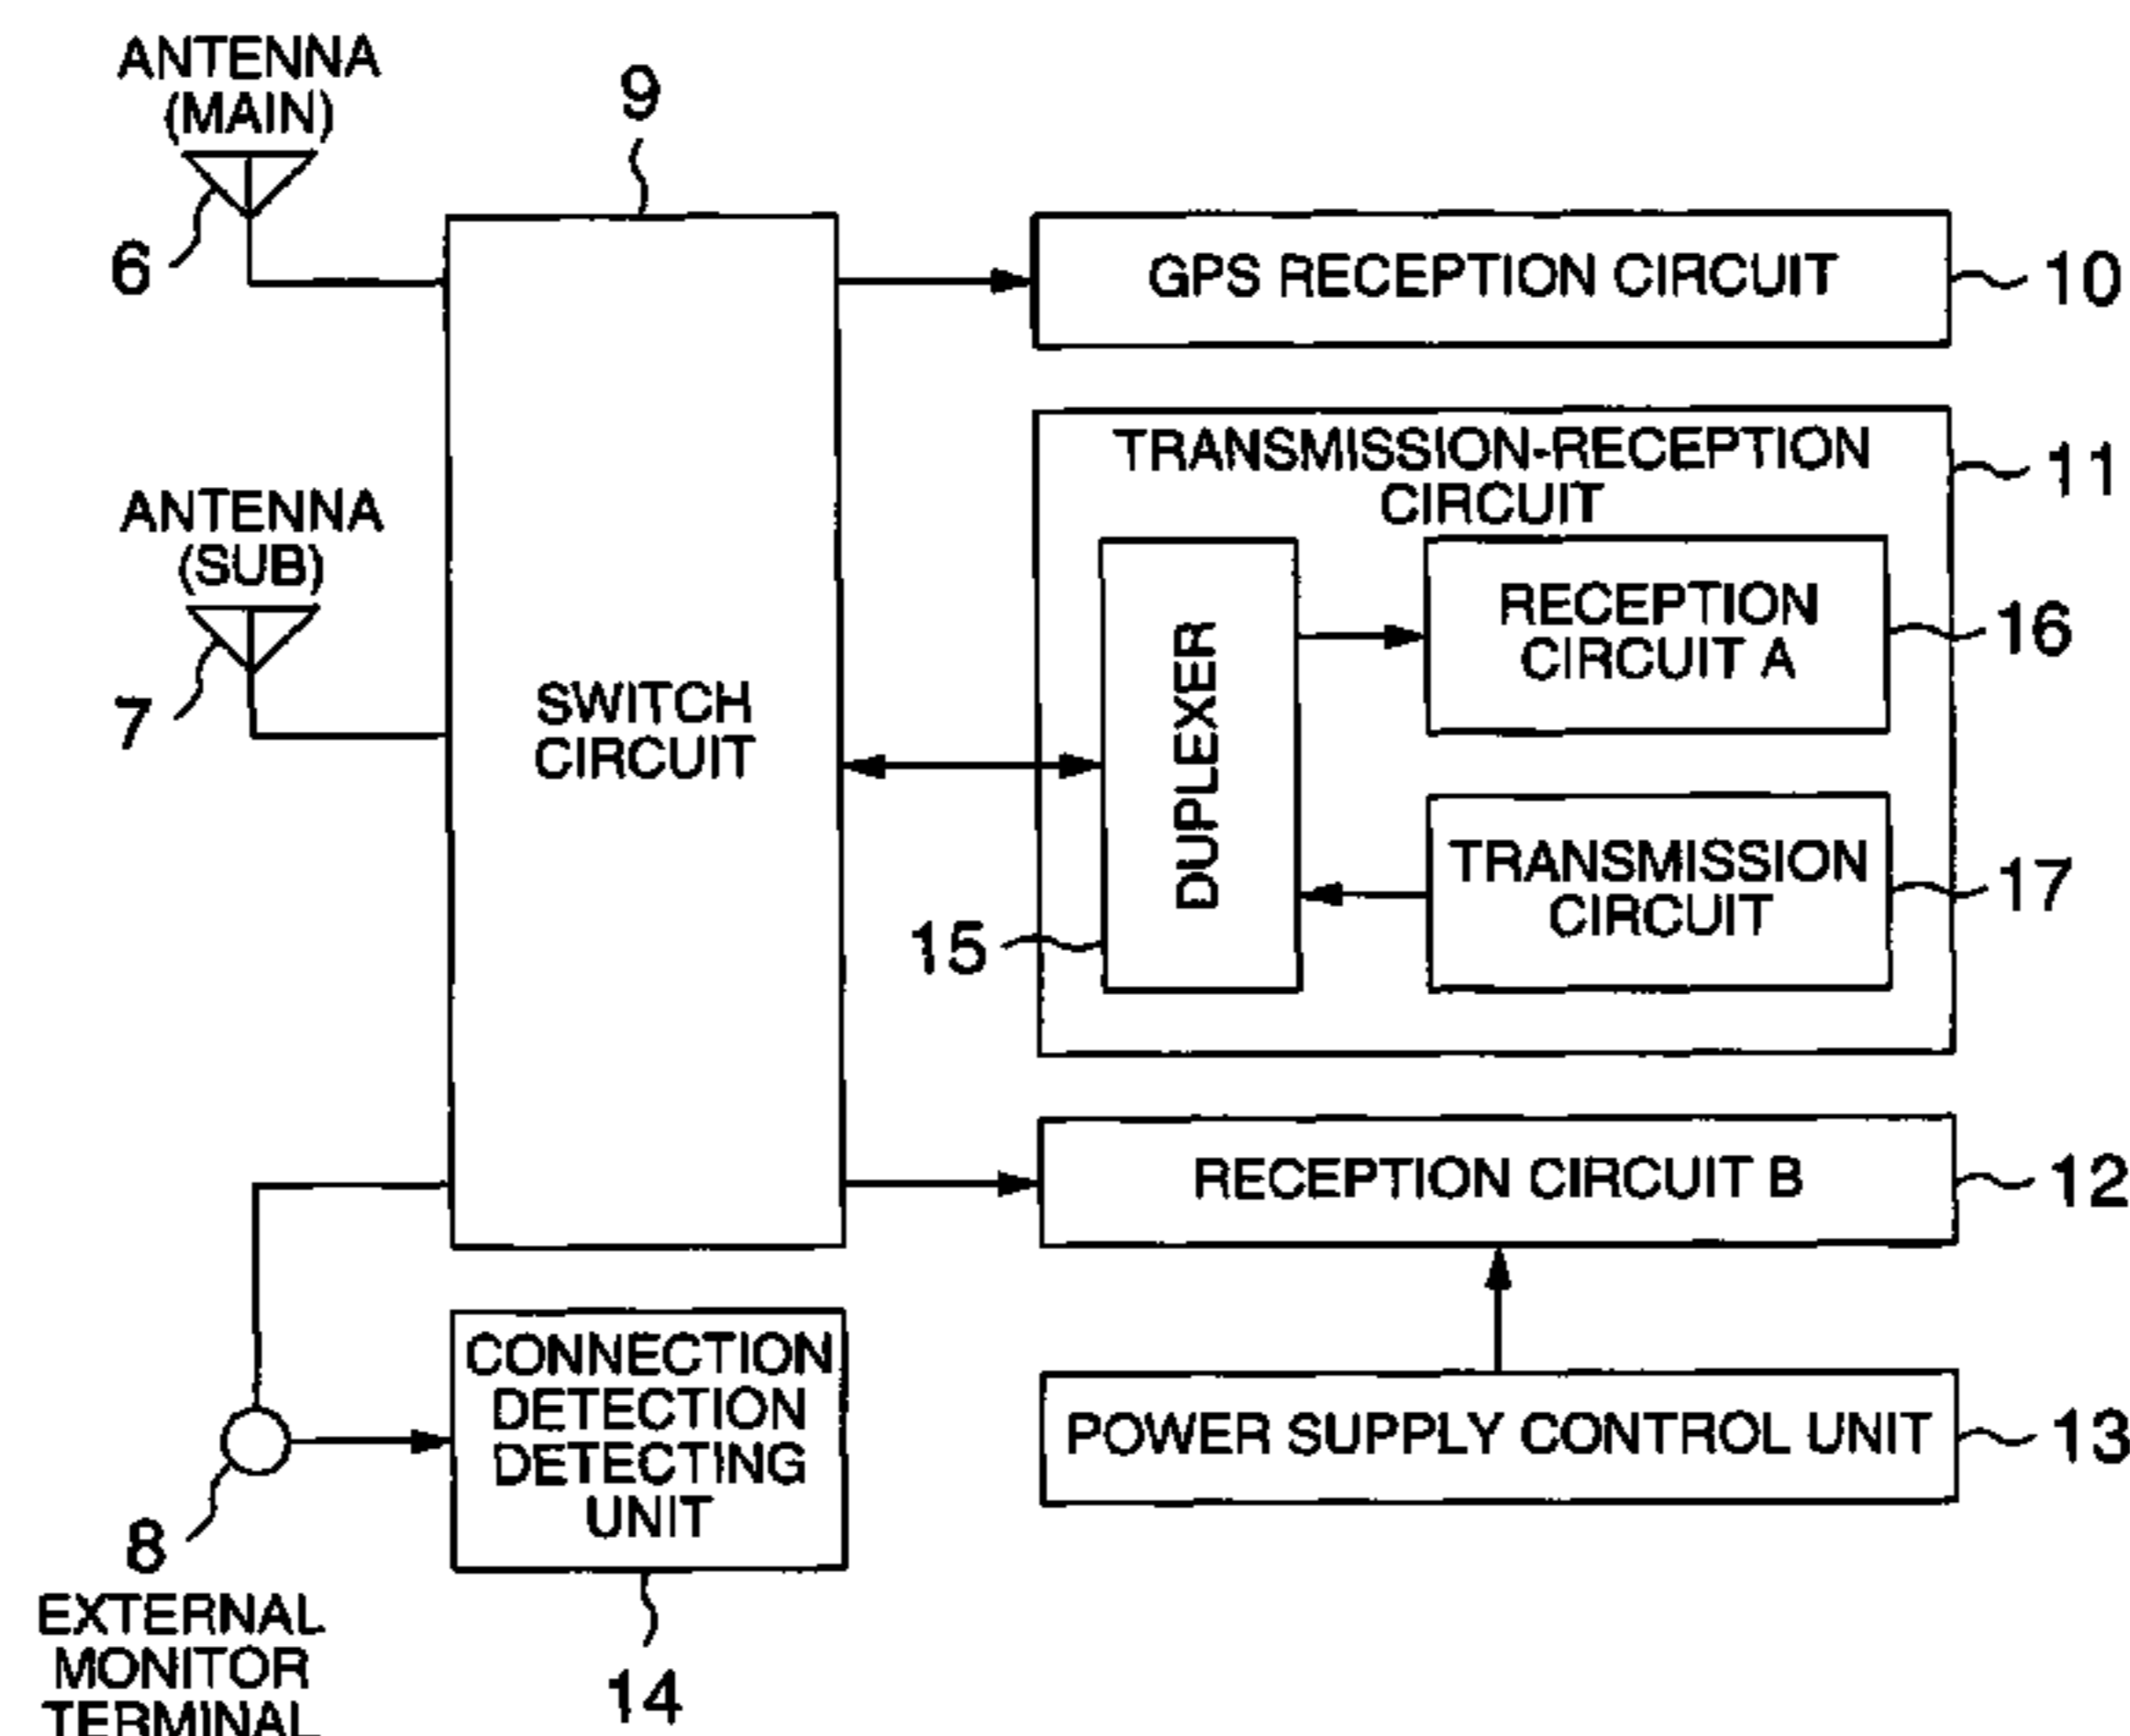 ANTENNA
(MAIN)
6
9
GPS RECEPTION CIRCUIT
10
ANTENNA
(SUB)
7
SWITCH
CIRCUIT
TRANSMISSION-RECEPTION
CIRCUIT
11
DUPLEXER
15
RECEPTION
CIRCUIT A
16
TRANSMISSION
CIRCUIT
17
RECEPTION CIRCUIT B
12
POWER SUPPLY CONTROL UNIT
13
CONNECTION
DETECTION
DETECTING
UNIT
14
8
EXTERNAL
MONITOR
TERMINAL